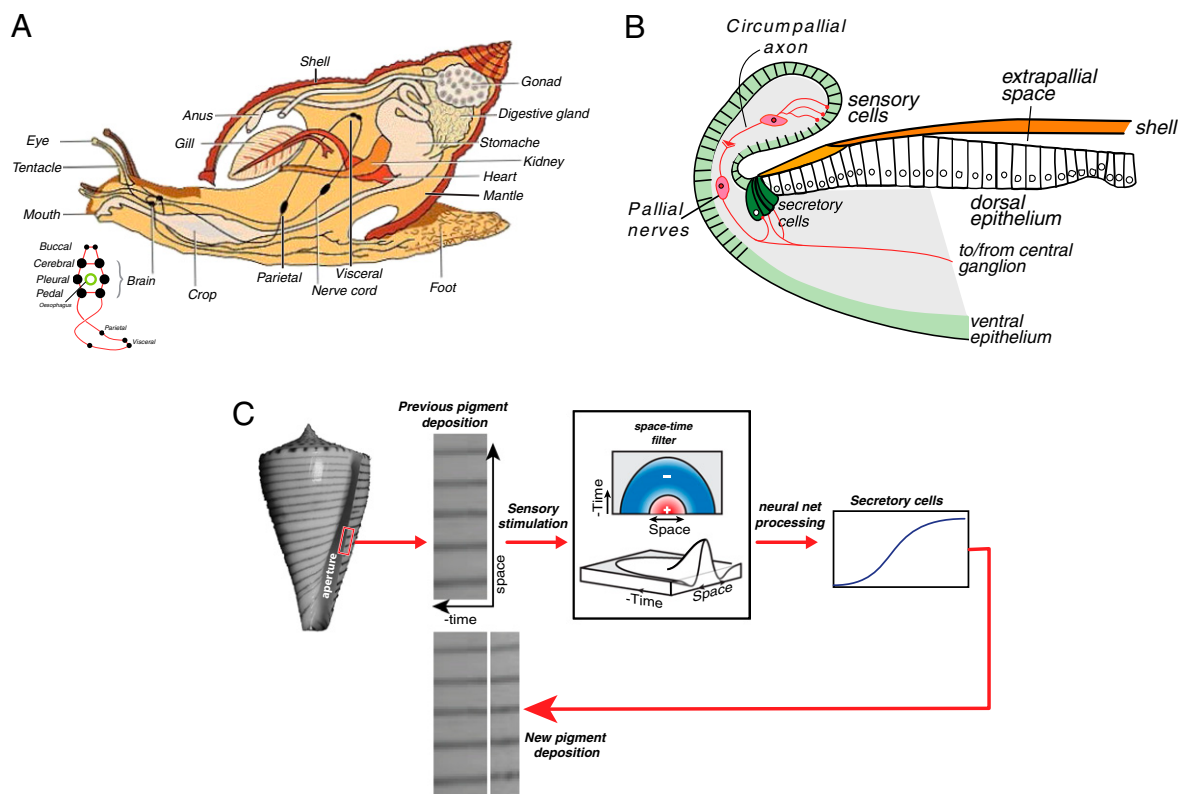 A
Shell
Gonad
Anus
Digestive gland
Eye
Gill
Stomache
Tentacle
Kidney
Heart
Mouth
Mantle
Buccal
Cerebral
Pleural
Brain
Pedal
Oesophagus
Crop
Parietal
Visceral
Nerve cord
Foot
Parietal
Visceral
B
Circumpallial
axon
extrapallial
space
sensory
cells
shell
secretory
cells
dorsal
epithelium
Pallial
nerves
to/from central
ganglion
ventral
epithelium
C
Previous pigment
deposition
aperture
space
-time
Sensory
stimulation
space-time
filter
-Time
-
+
Space
-Time
Space
neural net
processing
Secretory cells
New pigment
deposition